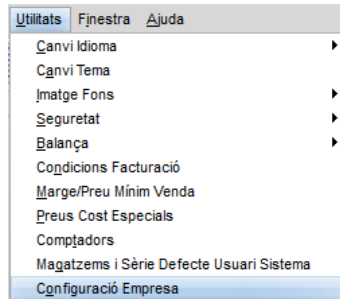 Utilitats Finestra Ajuda
Canvi Idioma
Canvi Tema
Imatge Fons
Seguretat
Balança
Condicions Facturació
Marge/Preu Mínim Venda
Preus Cost Especials
Comptadors
Magatzems i Sèrie Defecte Usuari Sistema
Configuració Empresa